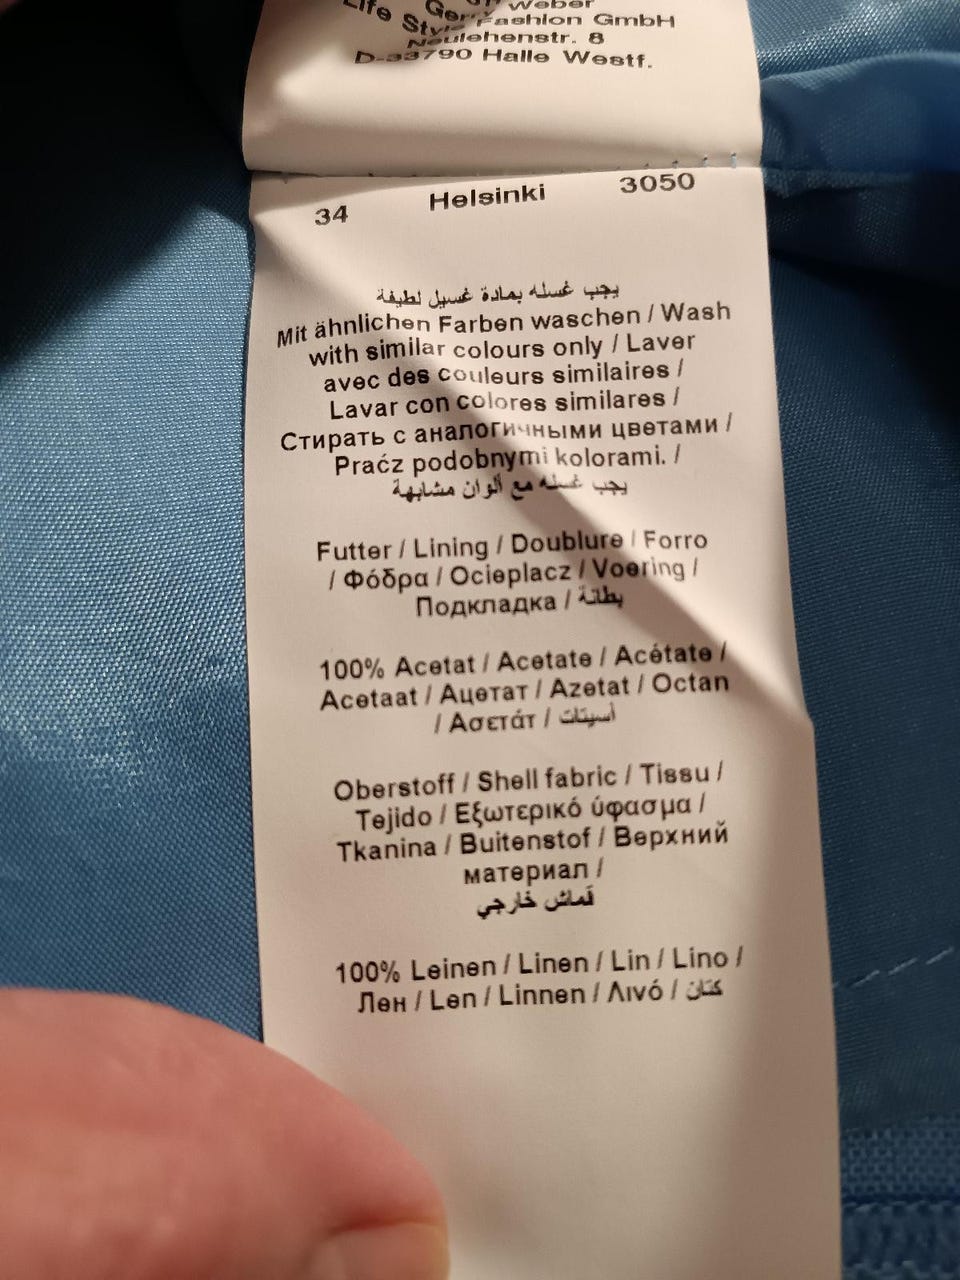 Weber
Life Style Fashion GmbH
Neulehenstr. 8
D-33790 Halle Westf.
34 Helsinki 3050
يجب غسله بمادة غسيل لطيفة
Mit ähnlichen Farben waschen / Wash
with similar colours only / Laver
avec des couleurs similaires /
Lavar con colores similares /
Стирать с аналогичными цветами /
Prać z podobnymi kolorami. /
يجب غسله مع ألوان مشابهة
Futter / Lining / Doublure / Forro
/ Φόδρα / Ocieplacz / Voering /
Подкладка / بطانة
100% Acetat / Acetate / Acétate /
Acetaat / Ацетат / Azetat / Octan
/ Ασετάτ / أسيتات
Oberstoff / Shell fabric / Tissu /
Tejido / Εξωτερικό ύφασμα /
Tkanina / Buitenstof / Верхний
материал /
قماش خارجي
100% Leinen / Linen / Lin / Lino /
Лен / Len / Linnen / Λινό / كتان